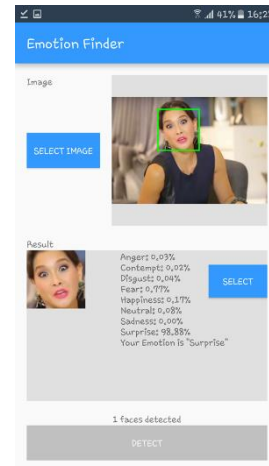 41% 16:2
Emotion Finder
Image
SELECT IMAGE
Result
Anger: 0,03%
Contempt: 0,02%
Disgust: 0,04%
Fear: 0,77%
Happiness: 0,17%
Neutral: 0,08%
Sadness: 0,00%
Surprise: 98,88%
Your Emotion is "Surprise"
SELECT
1 faces detected
DETECT